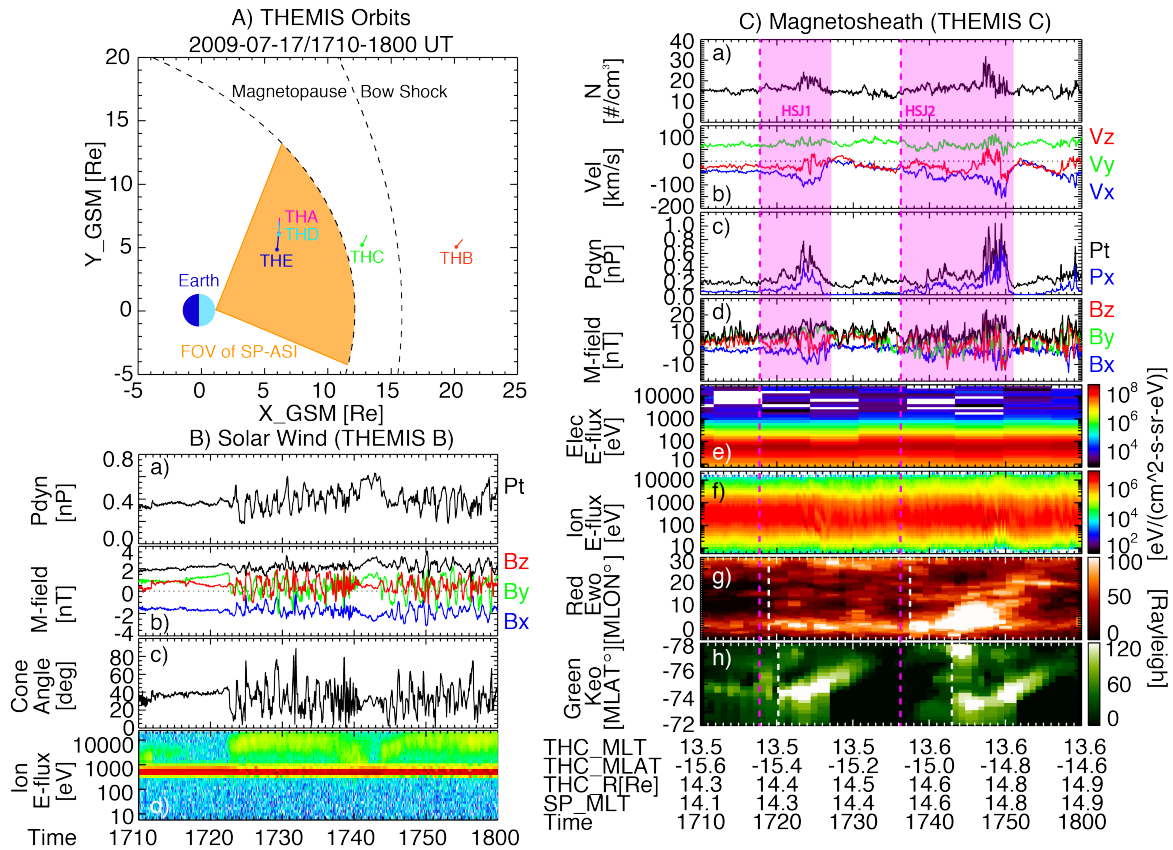 A) THEMIS Orbits
2009-07-17/1710-1800 UT
20
15
10
5
0
-5
Y_GSM [Re]
Magnetopause
Bow Shock
THA
THD
THE
THC
THB
Earth
FOV of SP-ASI
-5 0 5 10 15 20 25
X_GSM [Re]
B) Solar Wind (THEMIS B)
a)
Pdyn
[nP]
0.8
0.4
0.0
Pt
b)
M-field
[nT]
4
2
0
-2
-4
Bz
By
Bx
c)
Cone
Angle
[deg]
80
60
40
20
0
d)
Ion
E-flux
[eV]
10000
1000
100
10
Time 1710 1720 1730 1740 1750 1800
C) Magnetosheath (THEMIS C)
a)
N
[#/cm³]
40
30
20
10
0
HSJ1
HSJ2
b)
Vel
[km/s]
100
0
-100
-200
Vz
Vy
Vx
c)
Pdyn
[nP]
1.0
0.8
0.6
0.4
0.2
0.0
Pt
Px
d)
M-field
[nT]
20
10
0
-10
Bz
By
Bx
e)
Elec
E-flux
[eV]
10000
1000
100
10
10⁸
10⁶
10⁴
10²
f)
Ion
E-flux
[eV]
10000
1000
100
10
10⁶
10⁴
10²
[eV/(cm^2-s-sr-eV)]
g)
Red
Ewo
[MLON°]
30
20
10
0
100
50
0
h)
Green
Keo
[MLAT°]
-78
-76
-74
-72
120
60
0
[Rayleigh]
THC_MLT 13.5 13.5 13.5 13.6 13.6 13.6
THC_MLAT -15.6 -15.4 -15.2 -15.0 -14.8 -14.6
THC_R[Re] 14.3 14.4 14.5 14.6 14.8 14.9
SP_MLT 14.1 14.3 14.4 14.6 14.8 14.9
Time 1710 1720 1730 1740 1750 1800